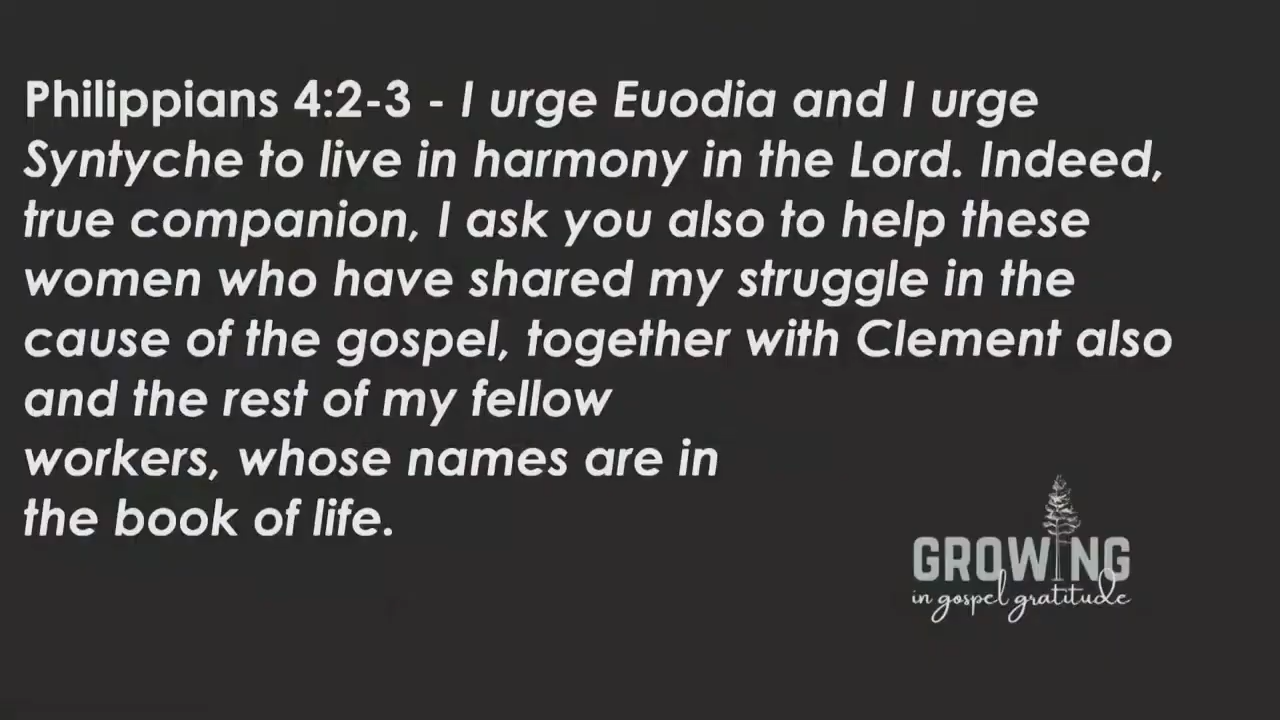 Philippians 4:2-3 - I urge Euodia and I urge
Syntyche to live in harmony in the Lord. Indeed,
true companion, I ask you also to help these
women who have shared my struggle in the
cause of the gospel, together with Clement also
and the rest of my fellow
workers, whose names are in
the book of life.
GROWING
in gospel gratitude